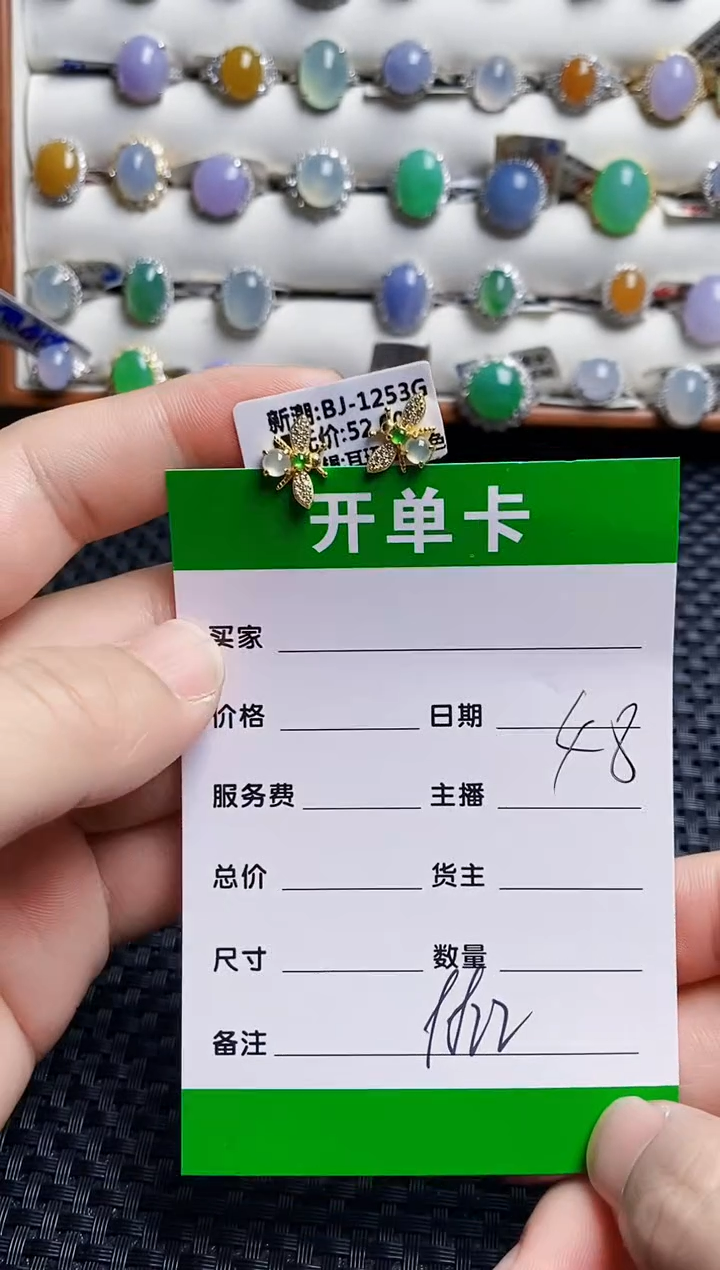 新潮:BJ-1253G
价:52
开单卡
买家
价格 日期 48
服务费 主播
总价 货主
尺寸 数量
备注